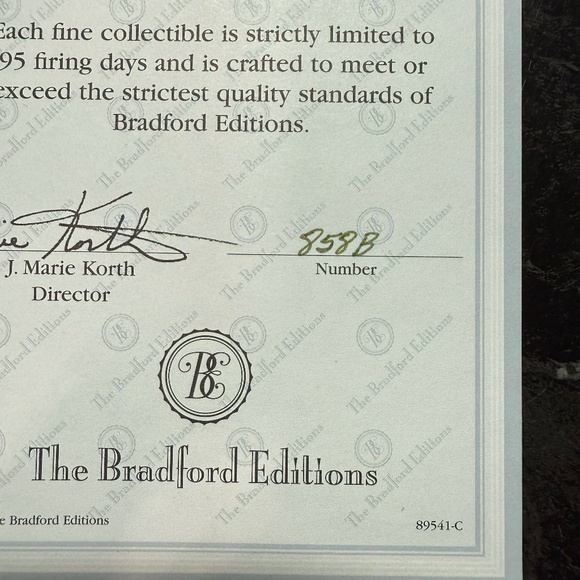 Each fine collectible is strictly limited to
95 firing days and is crafted to meet or
exceed the strictest quality standards of
Bradford Editions.
Korth
858B
J. Marie Korth
Number
Director
BE
The Bradford Editions
Bradford Editions
89541-C